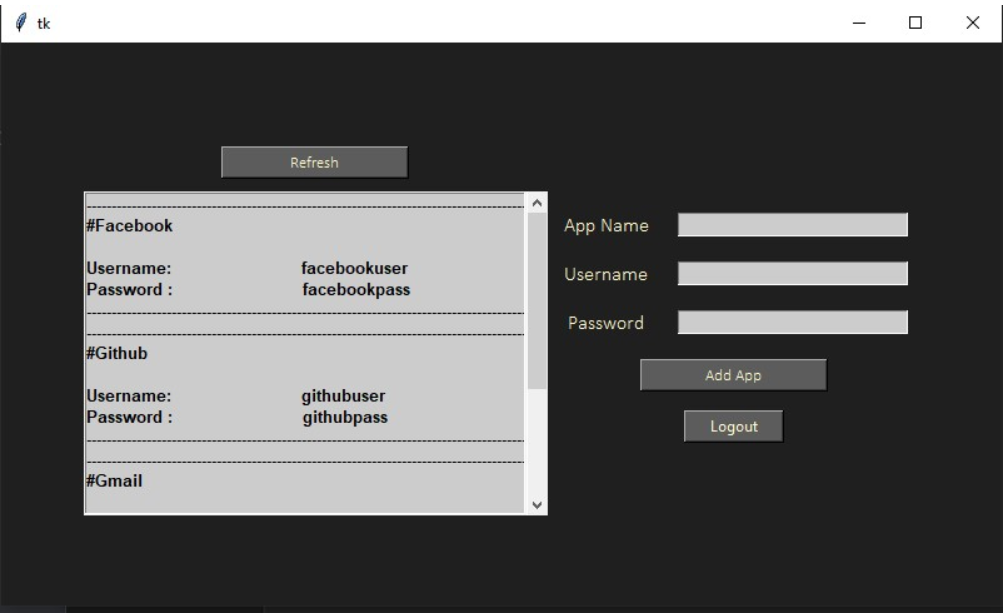 tk
Refresh
#Facebook
Username: facebookuser
Password : facebookpass
#Github
Username: githubuser
Password : githubpass
#Gmail
App Name
Username
Password
Add App
Logout